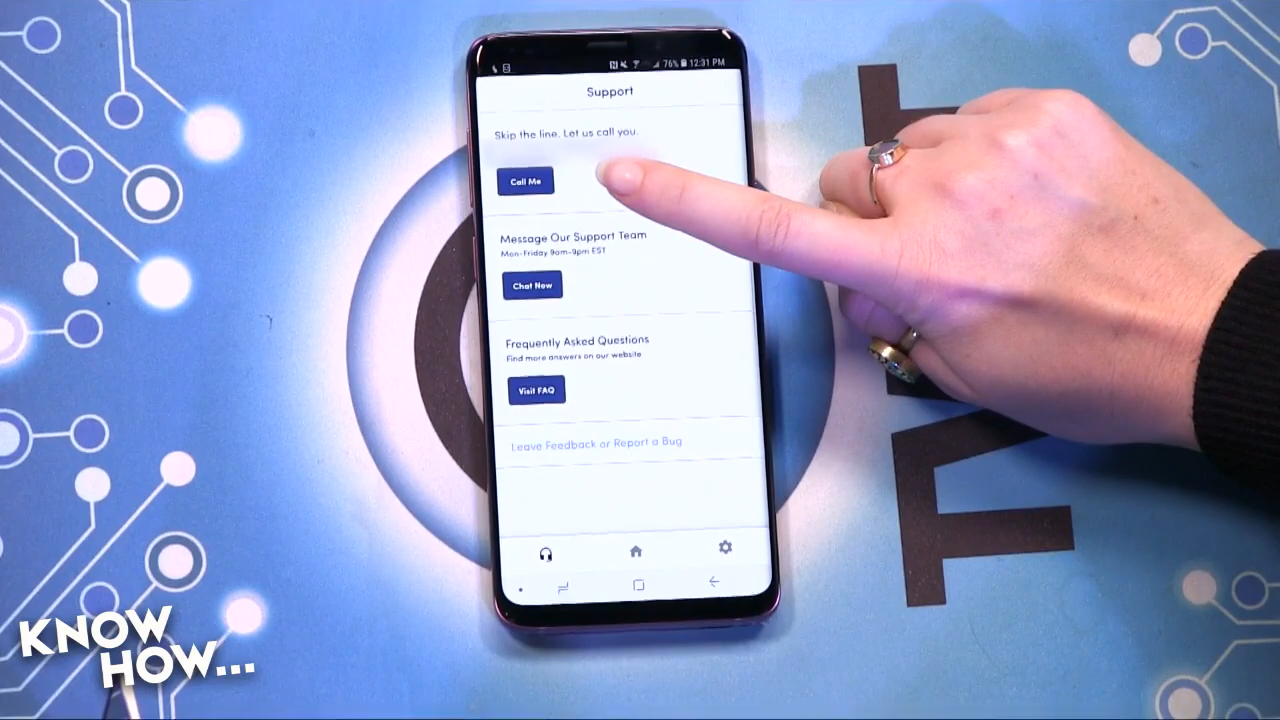 76% 12:31 PM
Support
Skip the line. Let us call you.
Call Me
Message Our Support Team
Mon-Friday 9am-9pm EST
Chat Now
Frequently Asked Questions
Find more answers on our website
Visit FAQ
Leave Feedback or Report a Bug
KNOW
HOW...